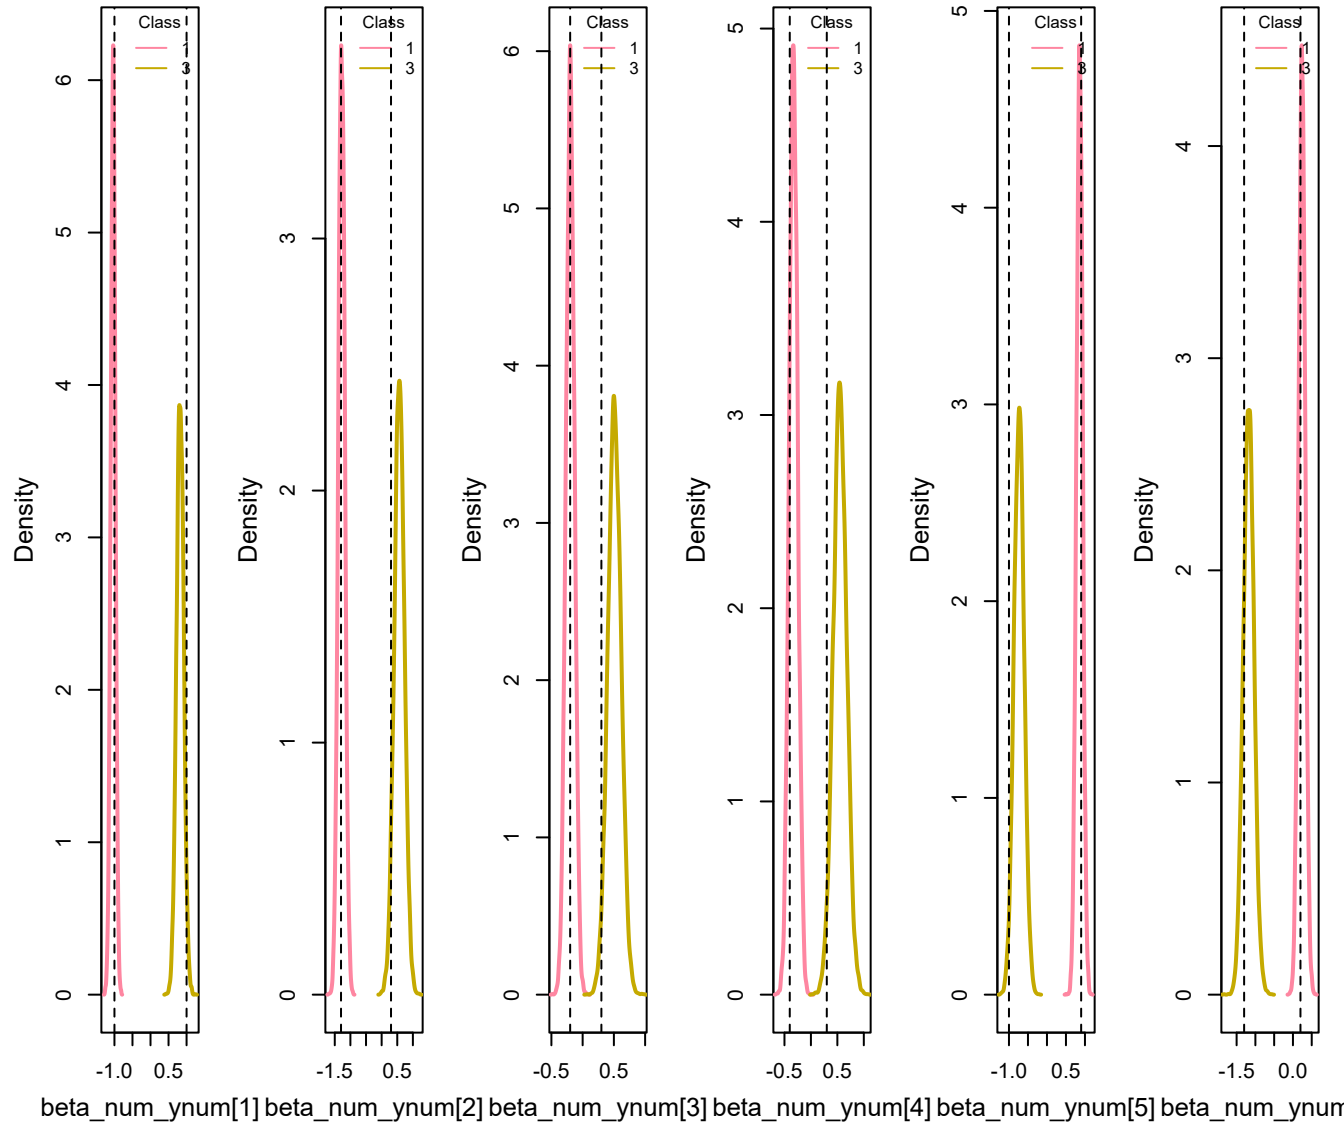 Class
1
3
Density
0
1
2
3
4
5
6
-1.0 0.5
beta_num_ynum[1]
Class
1
3
Density
0
1
2
3
-1.5 0.5
beta_num_ynum[2]
Class
1
3
Density
0
1
2
3
4
5
6
-0.5 0.5
beta_num_ynum[3]
Class
1
3
Density
0
1
2
3
4
5
-0.5 0.5
beta_num_ynum[4]
Class
1
3
Density
0
1
2
3
4
5
-1.0 0.5
beta_num_ynum[5]
Class
1
3
Density
0
1
2
3
4
-1.5 0.0
beta_num_ynum